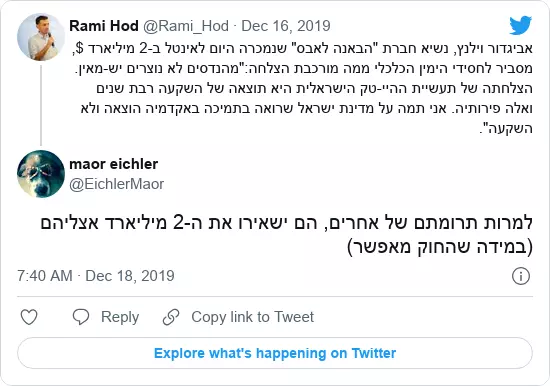 Rami Hod @Rami_Hod · Dec 16, 2019
אביגדור וילנץ, נשיא חברת "הבאנה לאבס" שנמכרה היום לאינטל ב-2 מיליארד $,
מסביר לחסידי הימין הכלכלי ממה מורכבת הצלחה:"מהנדסים לא נוצרים יש-מאין.
הצלחתה של תעשיית ההיי-טק הישראלית היא תוצאה של השקעה רבת שנים
ואלה פירותיה. אני תמה על מדינת ישראל שרואה בתמיכה באקדמיה הוצאה ולא
השקעה".
maor eichler
@EichlerMaor
למרות תרומתם של אחרים, הם ישאירו את ה-2 מיליארד אצליהם
(במידה שהחוק מאפשר)
7:40 AM · Dec 18, 2019
Reply
Copy link to Tweet
Explore what's happening on Twitter